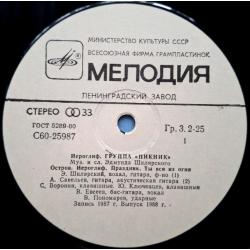 МИНИСТЕРСТВО КУЛЬТУРЫ СССР
ВСЕСОЮЗНАЯ ФИРМА ГРАМПЛАСТИНОК
МЕЛОДИЯ
ЛЕНИНГРАДСКИЙ ЗАВОД
СТЕРЕО 33
ГОСТ 5289-80
Гр. 3. 2-25
С60-25987
1
Иероглиф. ГРУППА «ПИКНИК»
Муз. и сл. Эдмунда Шклярского
Остров. Иероглиф. Праздник. Ты вся из огня
Э. Шклярский, вокал, гитара, ф-но (1)
А. Савельев, гитара, акустическая гитара (2)
С. Воронин, клавишные. Ю. Ключанцев, клавишные
В. Евсеев, бас-гитара, вокал
В. Пономарев, ударные
Запись 1987 г. Выпуск 1988 г.